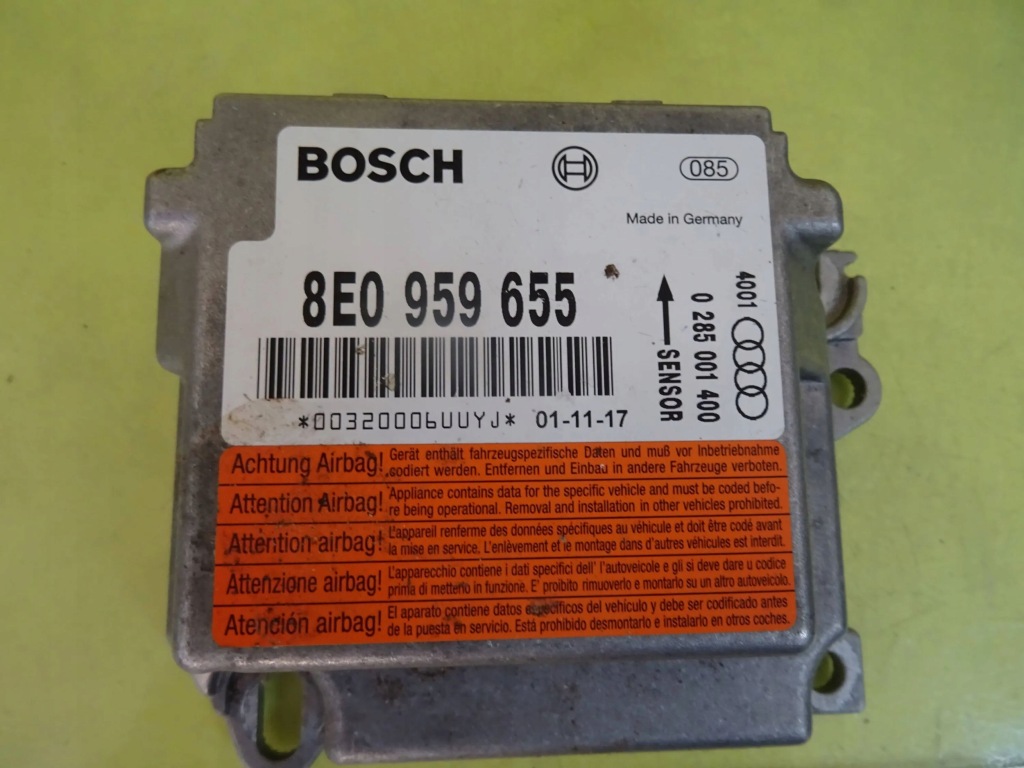 BOSCH
085
Made in Germany
8E0 959 655
*00320006UUYJ* 01-11-17
SENSOR
0 285 001 400
4001
Achtung Airbag! Gerät enthält fahrzeugspezifische Daten und muß vor Inbetriebnahme
codiert werden. Entfernen und Einbau in andere Fahrzeuge verboten.
Attention Airbag! Appliance contains data for the specific vehicle and must be coded befo-
re being operational. Removal and installation in other vehicles prohibited.
Attention airbag! L'appareil renferme des données spécifiques au véhicule et doit être codé avant
la mise en service. L'enlèvement et le montage dans d'autres véhicules est interdit.
Attenzione airbag! L'apparecchio contiene i dati specifici dell' l'autoveicole e gli si deve dare u codice
prima di metterlo in funzione. E' proibito rimuoverlo e montarlo su un altro autoveicolo.
Atención airbag! El aparato contiene datos específicos del vehículo y debe ser codificado antes
de la puesta en servicio. Está prohibido desmontarlo e instalarlo en otros coches.